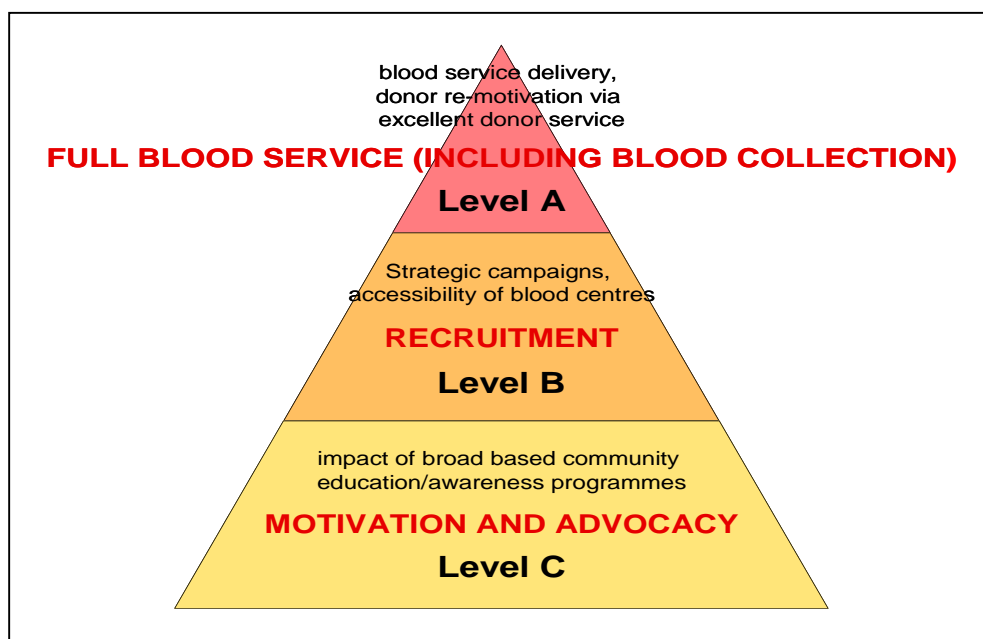 blood service delivery,
donor re-motivation via
excellent donor service
FULL BLOOD SERVICE (INCLUDING BLOOD COLLECTION)
Level A
Strategic campaigns,
accessibility of blood centres
RECRUITMENT
Level B
impact of broad based community
education/awareness programmes
MOTIVATION AND ADVOCACY
Level C